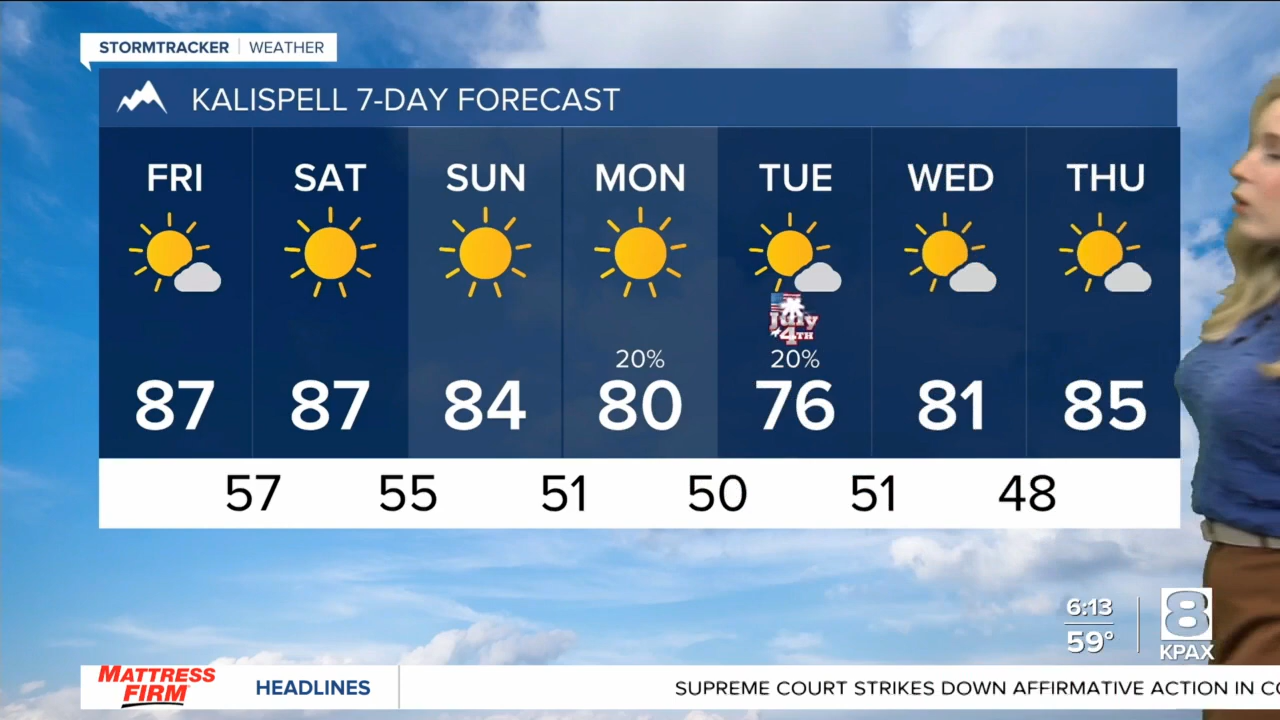 STORMTRACKER | WEATHER
KALISPELL 7-DAY FORECAST
FRI SAT SUN MON TUE WED THU
July
4TH
20% 20%
87 87 84 80 76 81 85
57 55 51 50 51 48
6:13
59°
8
KPAX
MATTRESS
FIRM
HEADLINES
SUPREME COURT STRIKES DOWN AFFIRMATIVE ACTION IN